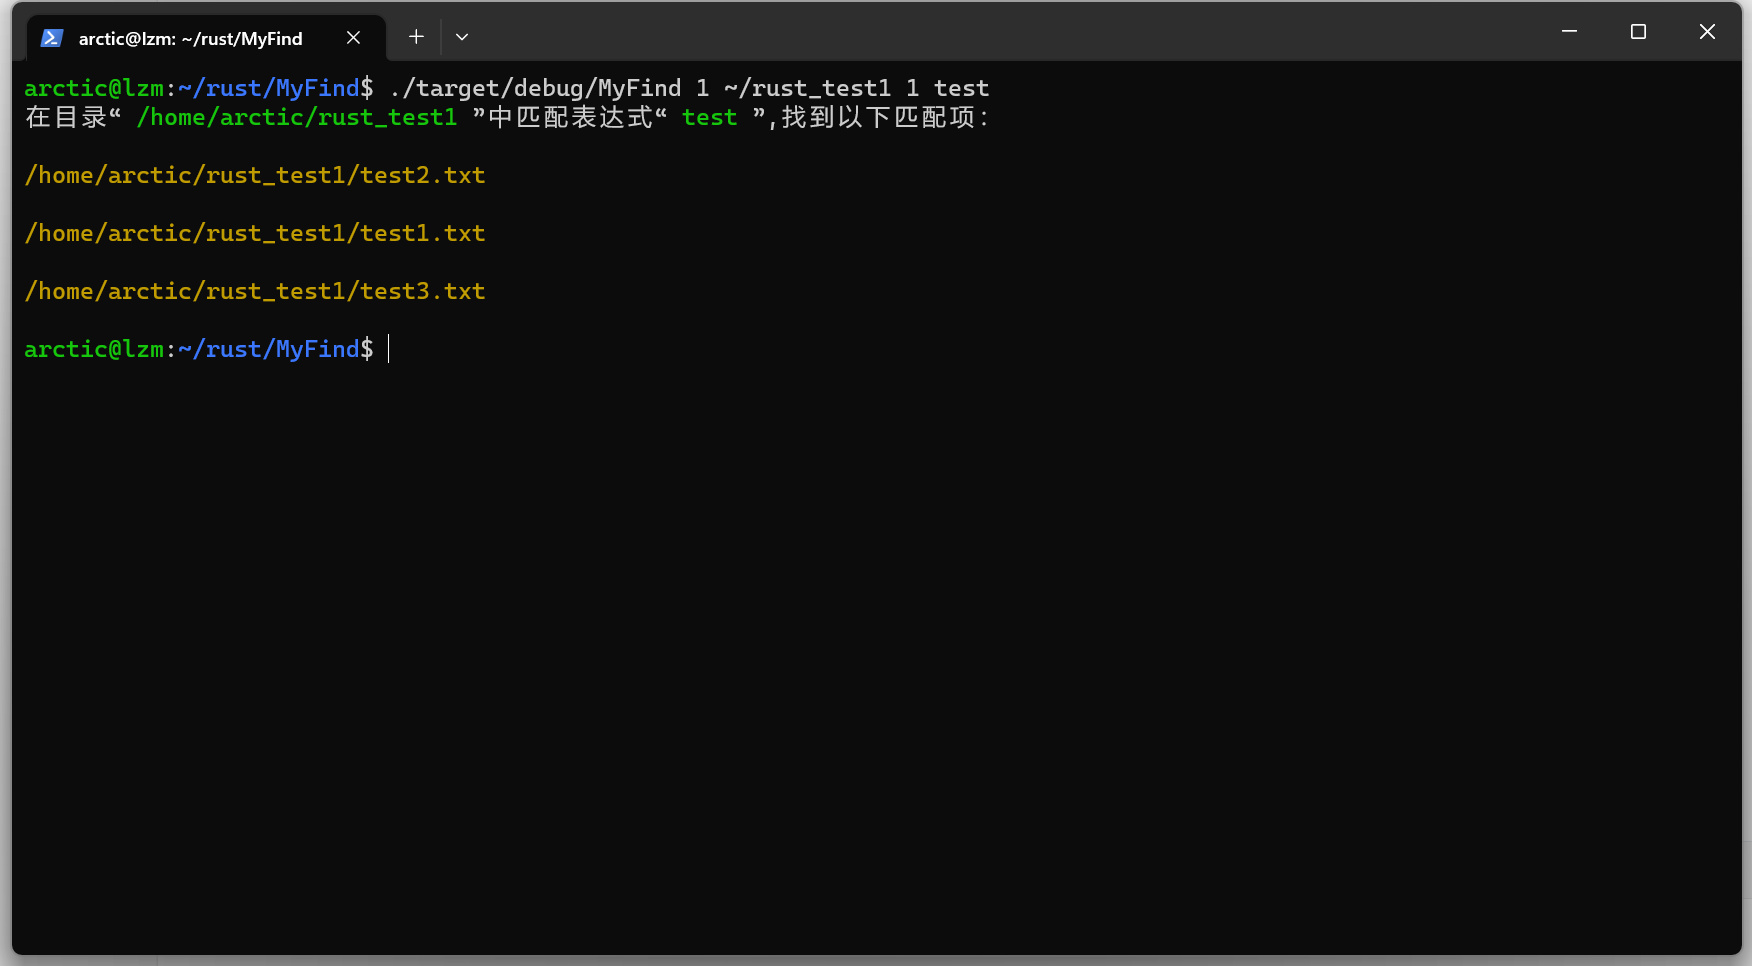 arctic@lzm: ~/rust/MyFind
arctic@lzm:~/rust/MyFind$ ./target/debug/MyFind 1 ~/rust_test1 1 test
在目录“ /home/arctic/rust_test1 ”中匹配表达式“ test ”,找到以下匹配项:
/home/arctic/rust_test1/test2.txt
/home/arctic/rust_test1/test1.txt
/home/arctic/rust_test1/test3.txt
arctic@lzm:~/rust/MyFind$